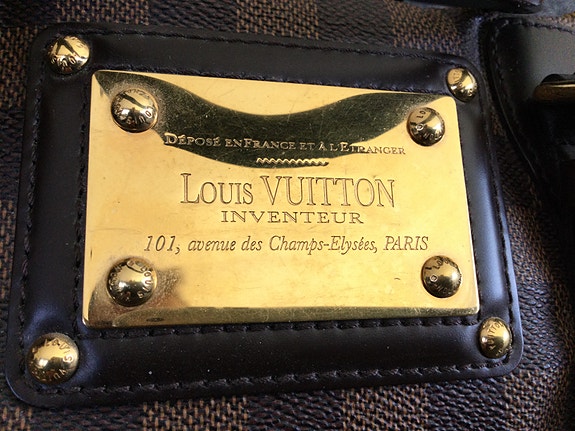 DÉPOSÉ EN FRANCE ET À L'ETRANGER
LOUIS VUITTON
INVENTEUR
101, avenue des Champs-Elysées, PARIS